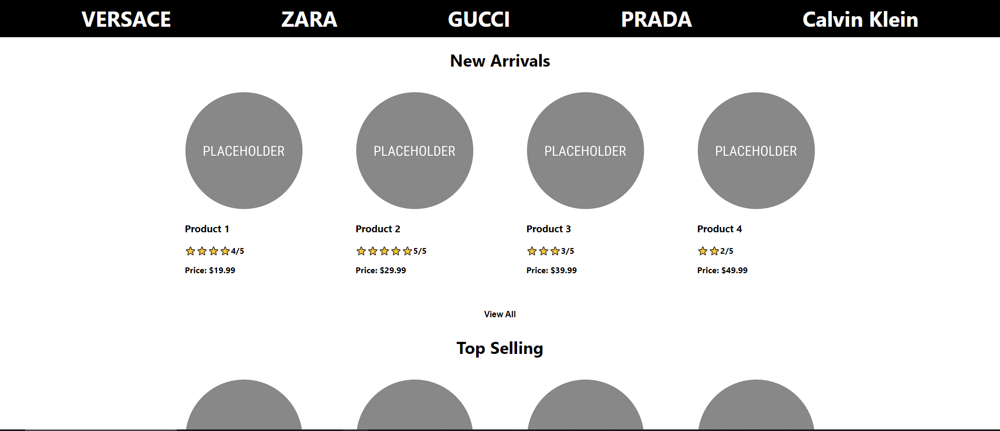 VERSACE ZARA GUCCI PRADA Calvin Klein
New Arrivals
PLACEHOLDER PLACEHOLDER PLACEHOLDER PLACEHOLDER
Product 1 Product 2 Product 3 Product 4
4/5 5/5 3/5 2/5
Price: $19.99 Price: $29.99 Price: $39.99 Price: $49.99
View All
Top Selling